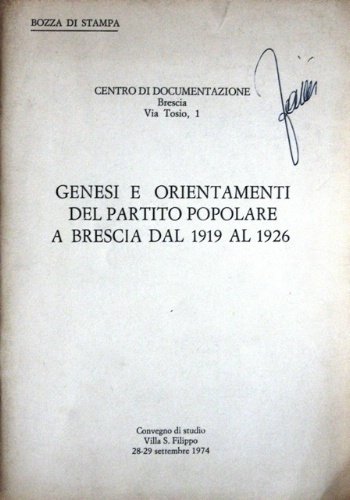 BOZZA DI STAMPA
CENTRO DI DOCUMENTAZIONE
Brescia
Via Tosio, 1
GENESI E ORIENTAMENTI
DEL PARTITO POPOLARE
A BRESCIA DAL 1919 AL 1926
Convegno di studio
Villa S. Filippo
28-29 settembre 1974